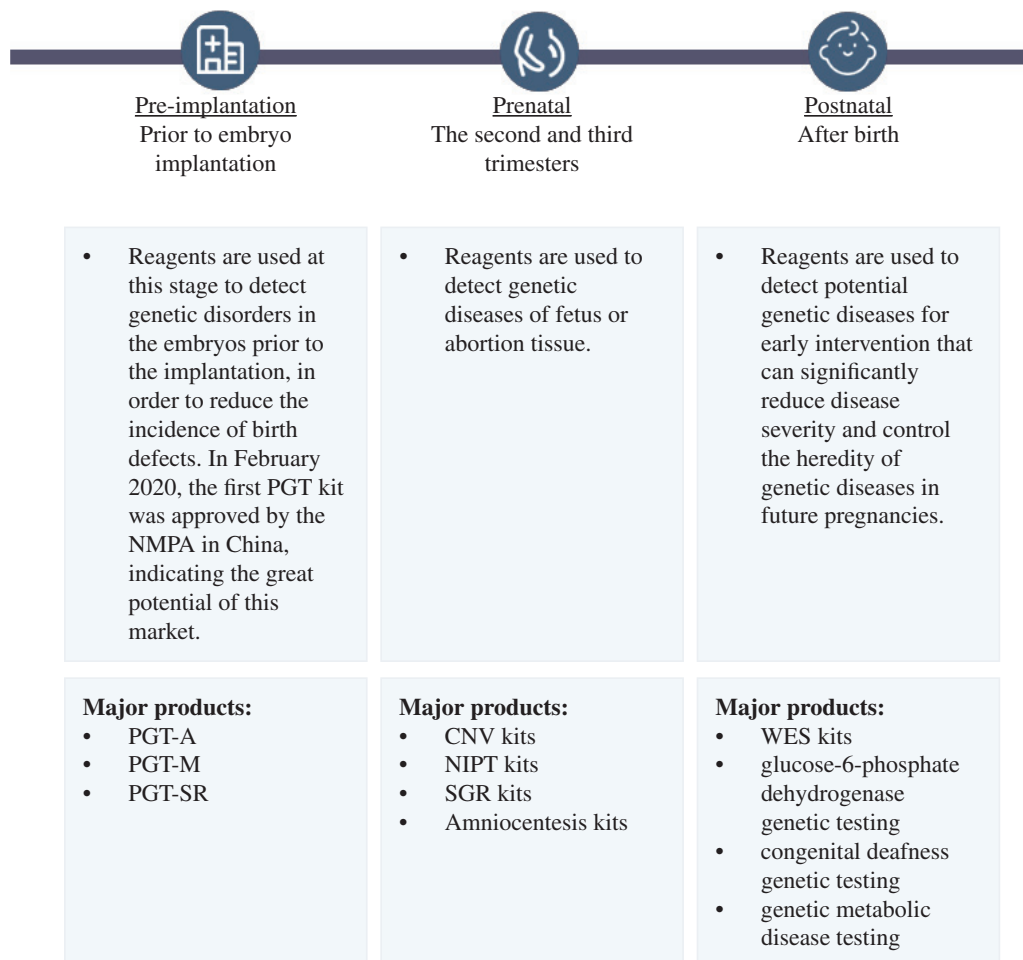 Pre-implantation
Prior to embryo
implantation
Prenatal
The second and third
trimesters
Postnatal
After birth
• Reagents are used at
this stage to detect
genetic disorders in
the embryos prior to
the implantation, in
order to reduce the
incidence of birth
defects. In February
2020, the first PGT kit
was approved by the
NMPA in China,
indicating the great
potential of this
market.
• Reagents are used to
detect genetic
diseases of fetus or
abortion tissue.
• Reagents are used to
detect potential
genetic diseases for
early intervention that
can significantly
reduce disease
severity and control
the heredity of
genetic diseases in
future pregnancies.
Major products:
• PGT-A
• PGT-M
• PGT-SR
Major products:
• CNV kits
• NIPT kits
• SGR kits
• Amniocentesis kits
Major products:
• WES kits
• glucose-6-phosphate
dehydrogenase
genetic testing
• congenital deafness
genetic testing
• genetic metabolic
disease testing